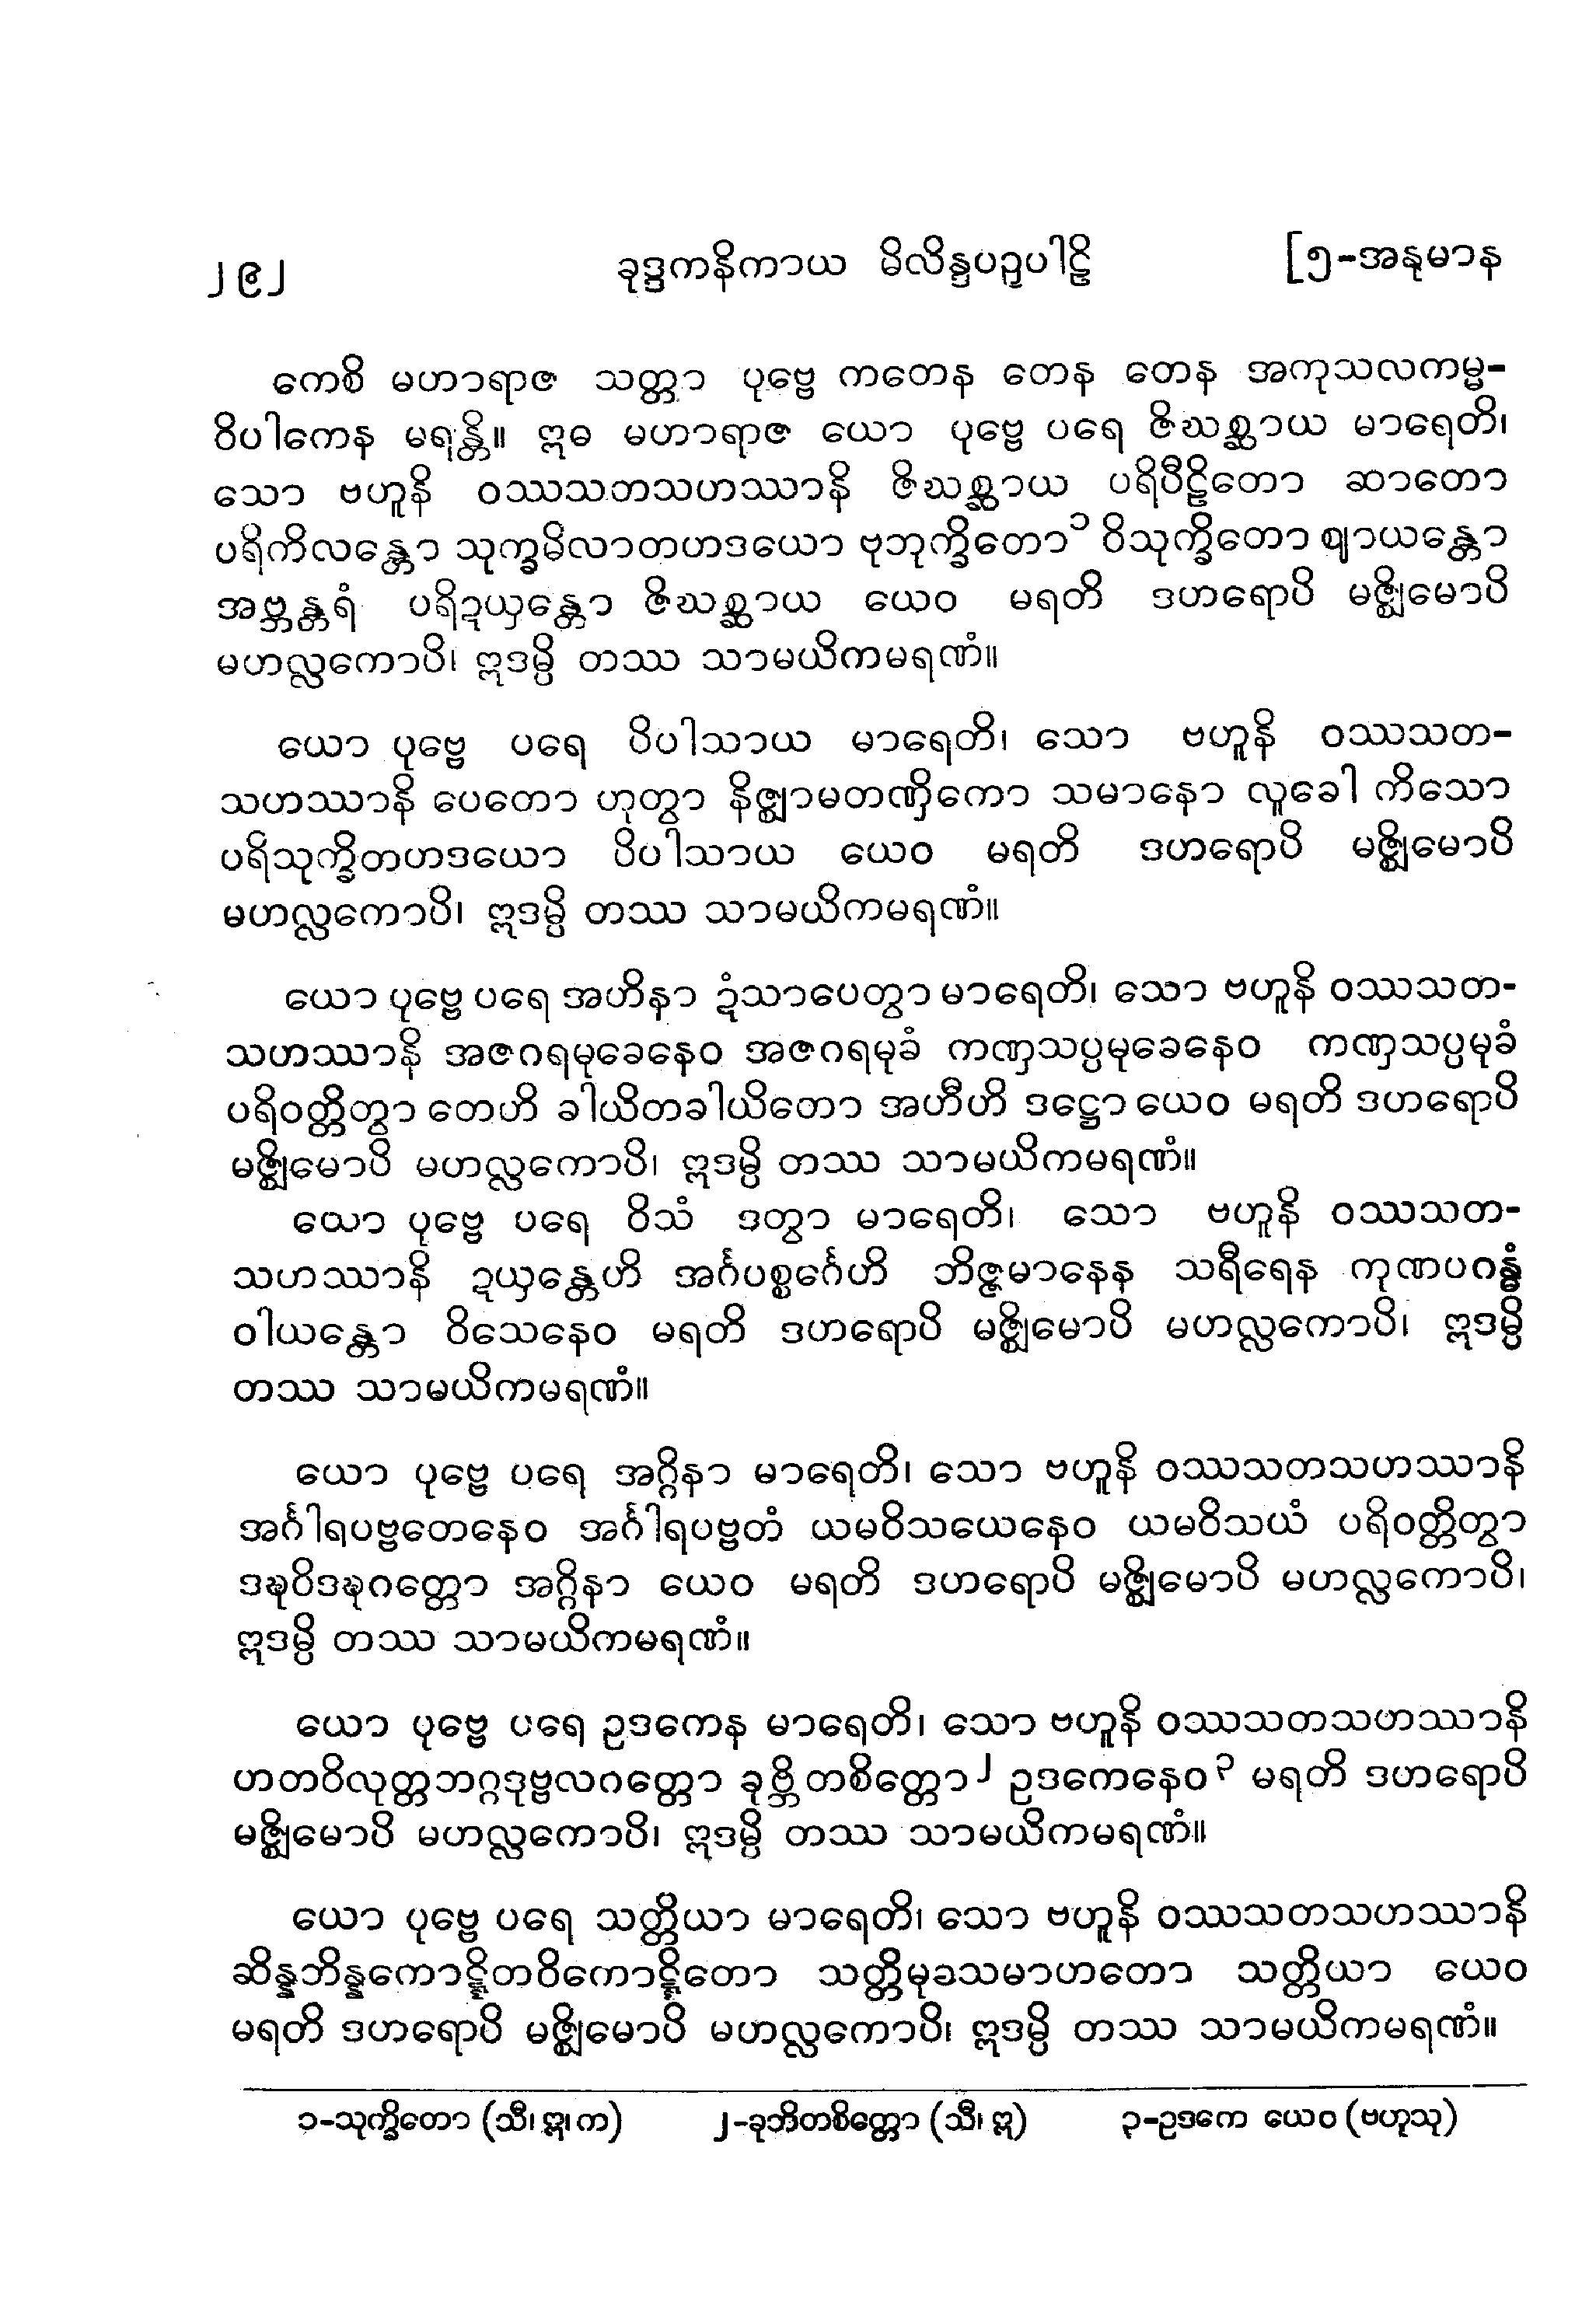 ၂၉၂ ခုဒ္ဒကနိကာယ မိလိန္ဒပဉှပါဠိ [၅-အနုမာန
ကေစိ မဟာရာဇ သတ္တာ ပုဗ္ဗေ ကတေန တေန တေန အကုသလကမ္မ-
ဝိပါကေန မရန္တိ။ ဣဓ မဟာရာဇ ယော ပုဗ္ဗေ ပရေ ဇိဃစ္ဆာယ မာရေတိ၊
သော ဗဟူနိ ဝဿသတသဟဿာနိ ဇိဃစ္ဆာယ ပရိပီဠိတော ဆာတော
ပရိကိလန္တော သုက္ခမိလာတဟဒယော ဗုဘုက္ခိတော၁ ဝိသုက္ခိတော ဈာယန္တော
အဗ္ဘန္တရံ ပရိဍယှန္တော ဇိဃစ္ဆာယ ယေဝ မရတိ ဒဟရောပိ မဇ္ဈိမောပိ
မဟလ္လကောပိ၊ ဣဒမ္ပိ တဿ သာမယိကမရဏံ။
ယော ပုဗ္ဗေ ပရေ ပိပါသာယ မာရေတိ၊ သော ဗဟူနိ ဝဿသတ-
သဟဿာနိ ပေတော ဟုတွာ နိဇ္ဈာမတဏှိကော သမာနော လူခေါ ကိသော
ပရိသုက္ခိတဟဒယော ပိပါသာယ ယေဝ မရတိ ဒဟရောပိ မဇ္ဈိမောပိ
မဟလ္လကောပိ၊ ဣဒမ္ပိ တဿ သာမယိကမရဏံ။
ယော ပုဗ္ဗေ ပရေ အဟိနာ ဍံသာပေတွာ မာရေတိ၊ သော ဗဟူနိ ဝဿသတ-
သဟဿာနိ အဇဂရမုခေနေဝ အဇဂရမုခံ ကဏှသပ္ပမုခေနေဝ ကဏှသပ္ပမုခံ
ပရိဝတ္တိတွာ တေဟိ ခါယိတခါယိတော အဟီဟိ ဒဋ္ဌော ယေဝ မရတိ ဒဟရောပိ
မဇ္ဈိမောပိ မဟလ္လကောပိ၊ ဣဒမ္ပိ တဿ သာမယိကမရဏံ။
ယော ပုဗ္ဗေ ပရေ ဝိသံ ဒတွာ မာရေတိ၊ သော ဗဟူနိ ဝဿသတ-
သဟဿာနိ ဍယှန္တေဟိ အင်္ဂပစ္စင်္ဂေဟိ ဘိဇ္ဇမာနေန သရီရေန ကုဏပဂန္ဓံ
ဝါယန္တော ဝိသေနေဝ မရတိ ဒဟရောပိ မဇ္ဈိမောပိ မဟလ္လကောပိ၊ ဣဒမ္ပိ
တဿ သာမယိကမရဏံ။
ယော ပုဗ္ဗေ ပရေ အဂ္ဂိနာ မာရေတိ၊ သော ဗဟူနိ ဝဿသတသဟဿာနိ
အင်္ဂါရပဗ္ဗတေနေဝ အင်္ဂါရပဗ္ဗတံ ယမဝိသယေနေဝ ယမဝိသယံ ပရိဝတ္တိတွာ
ဒဍ္ဎဝိဒဍ္ဎဂတ္တော အဂ္ဂိနာ ယေဝ မရတိ ဒဟရောပိ မဇ္ဈိမောပိ မဟလ္လကောပိ၊
ဣဒမ္ပိ တဿ သာမယိကမရဏံ။
ယော ပုဗ္ဗေ ပရေ ဥဒကေန မာရေတိ၊ သော ဗဟူနိ ဝဿသတသဟဿာနိ
ဟတဝိလုတ္တဘဂ္ဂဒုဗ္ဗလဂတ္တော ခုဗ္ဘိတစိတ္တော၂ ဥဒကေနေဝ၃ မရတိ ဒဟရောပိ
မဇ္ဈိမောပိ မဟလ္လကောပိ၊ ဣဒမ္ပိ တဿ သာမယိကမရဏံ။
ယော ပုဗ္ဗေ ပရေ သတ္တိယာ မာရေတိ၊ သော ဗဟူနိ ဝဿသတသဟဿာနိ
ဆိန္နဘိန္နကောဋ္ဋိတဝိကောဋ္ဋိတော သတ္တိမုခသမာဟတော သတ္တိယာ ယေဝ
မရတိ ဒဟရောပိ မဇ္ဈိမောပိ မဟလ္လကောပိ၊ ဣဒမ္ပိ တဿ သာမယိကမရဏံ။
၁-သုက္ခိတော (သီ၊ ဣ၊ က) ၂-ခုဘိတစိတ္တော (သီ၊ ဣ) ၃-ဥဒကေ ယေဝ (ဗဟူသု)